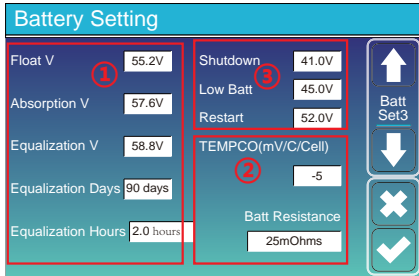 Battery Setting
Float V 55.2V
①
Absorption V 57.6V
Equalization V 58.8V
Equalization Days 90 days
Equalization Hours 2.0 hours
Shutdown 41.0V
③
Low Batt 45.0V
Restart 52.0V
TEMPCO(mV/C/Cell)
②
-5
Batt Resistance
25mOhms
Batt
Set3